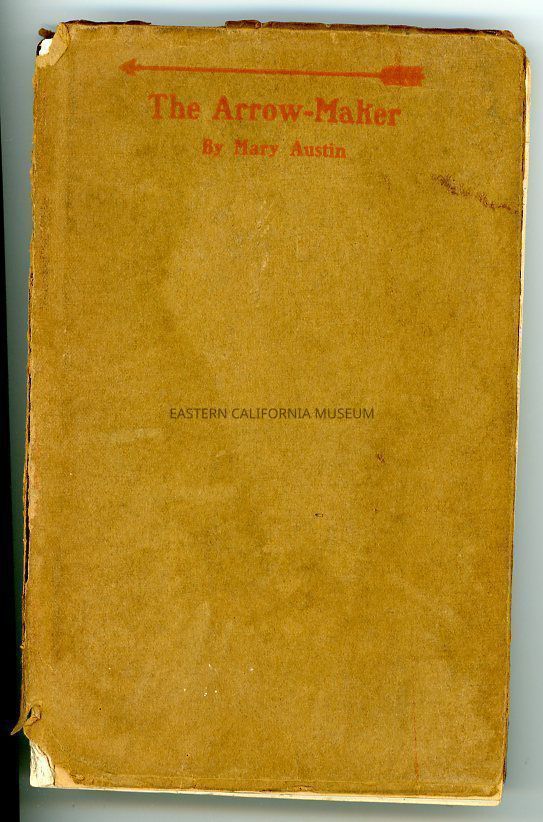 The Arrow-Maker
By Mary Austin
EASTERN CALIFORNIA MUSEUM